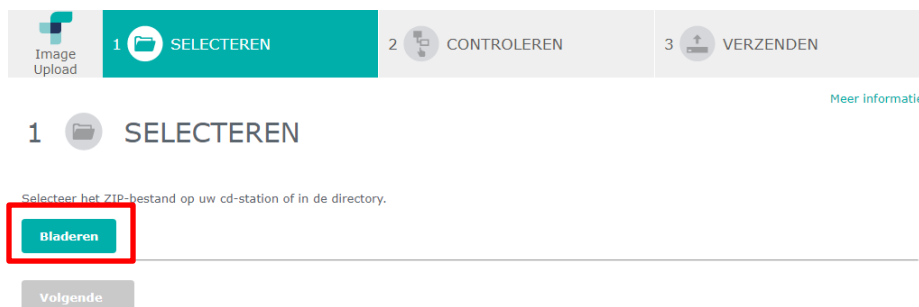 Image
Upload
1 SELECTEREN
2 CONTROLEREN
3 VERZENDEN
Meer informatie
1 SELECTEREN
Selecteer het ZIP-bestand op uw cd-station of in de directory.
Bladeren
Volgende